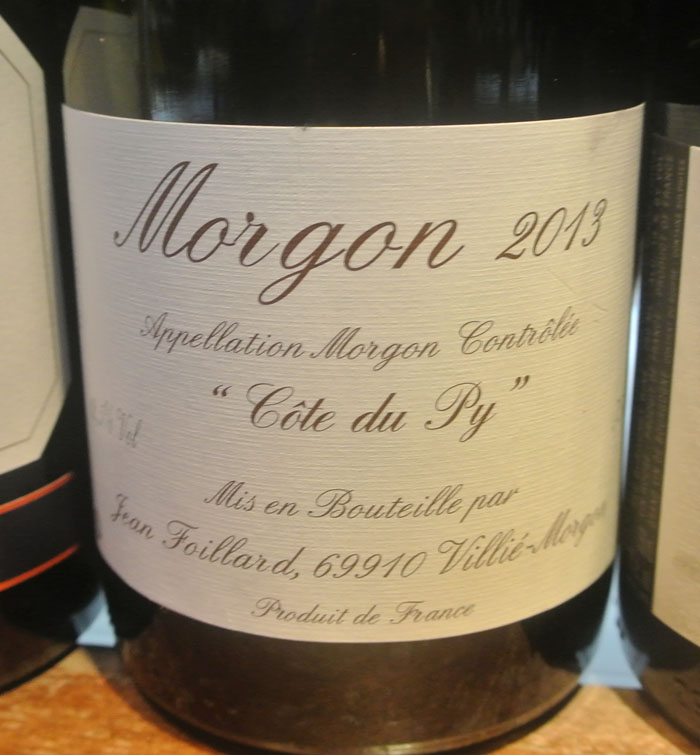 Morgon 2013
Appellation Morgon Contrôlée
"Côte du Py"
Mis en Bouteille par
Jean Foillard, 69910 Villié-Morgon
Produit de France